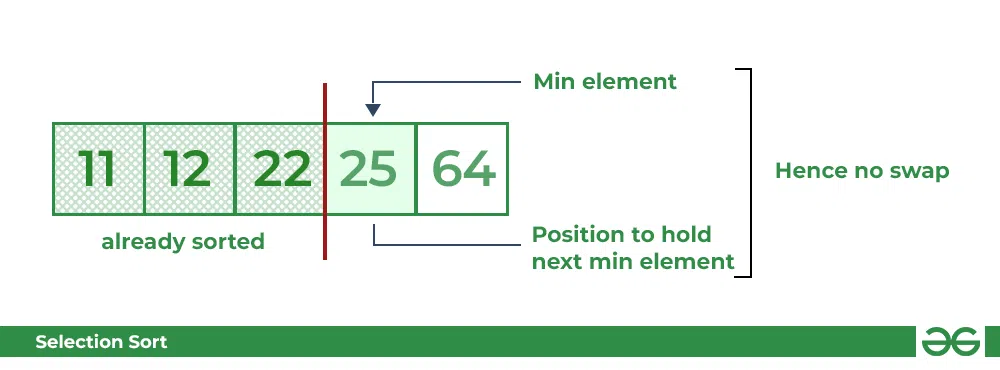 Min element
11 12 22 25 64
Hence no swap
already sorted
Position to hold
next min element
Selection Sort